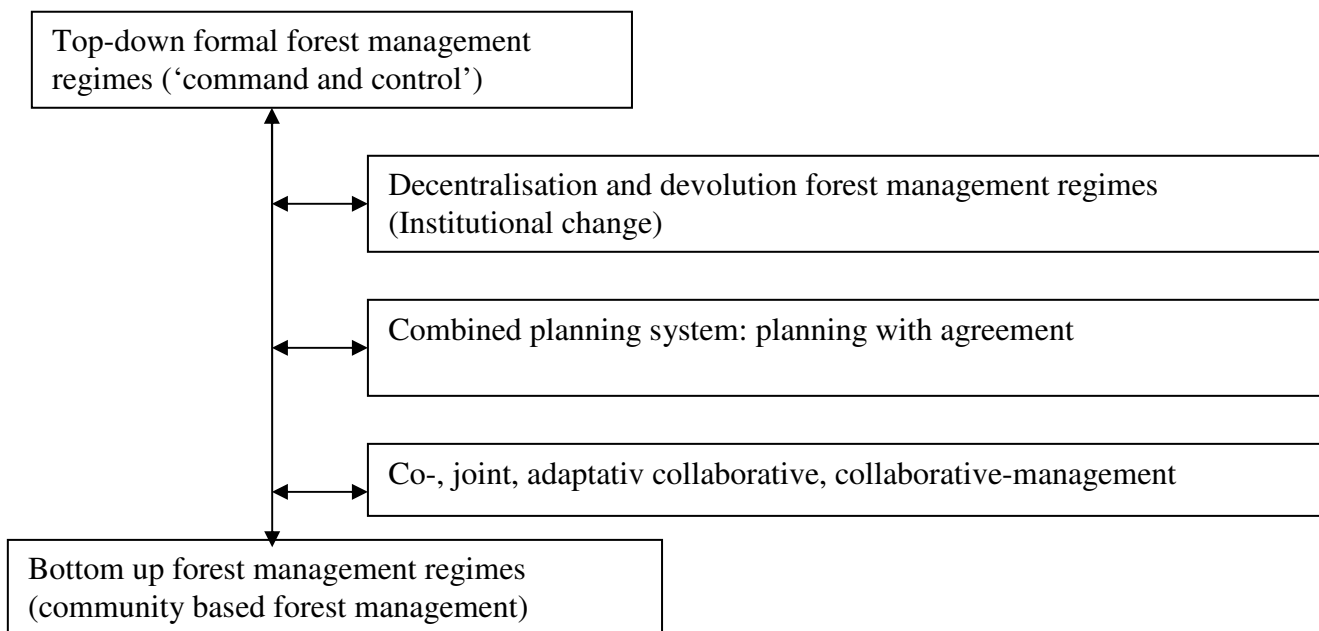 Top-down formal forest management
regimes (‘command and control’)
Decentralisation and devolution forest management regimes
(Institutional change)
Combined planning system: planning with agreement
Co-, joint, adaptativ collaborative, collaborative-management
Bottom up forest management regimes
(community based forest management)